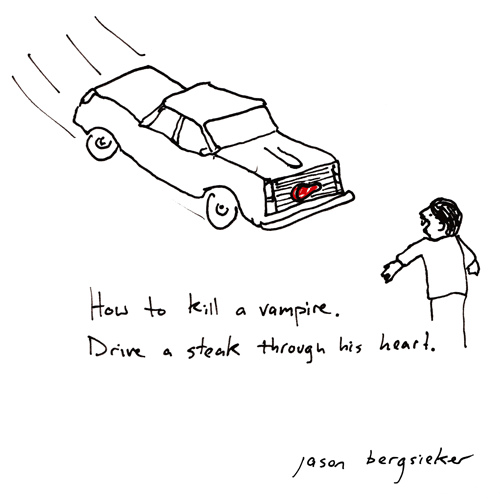 How to kill a vampire.
Drive a steak through his heart.
jason bergsieker